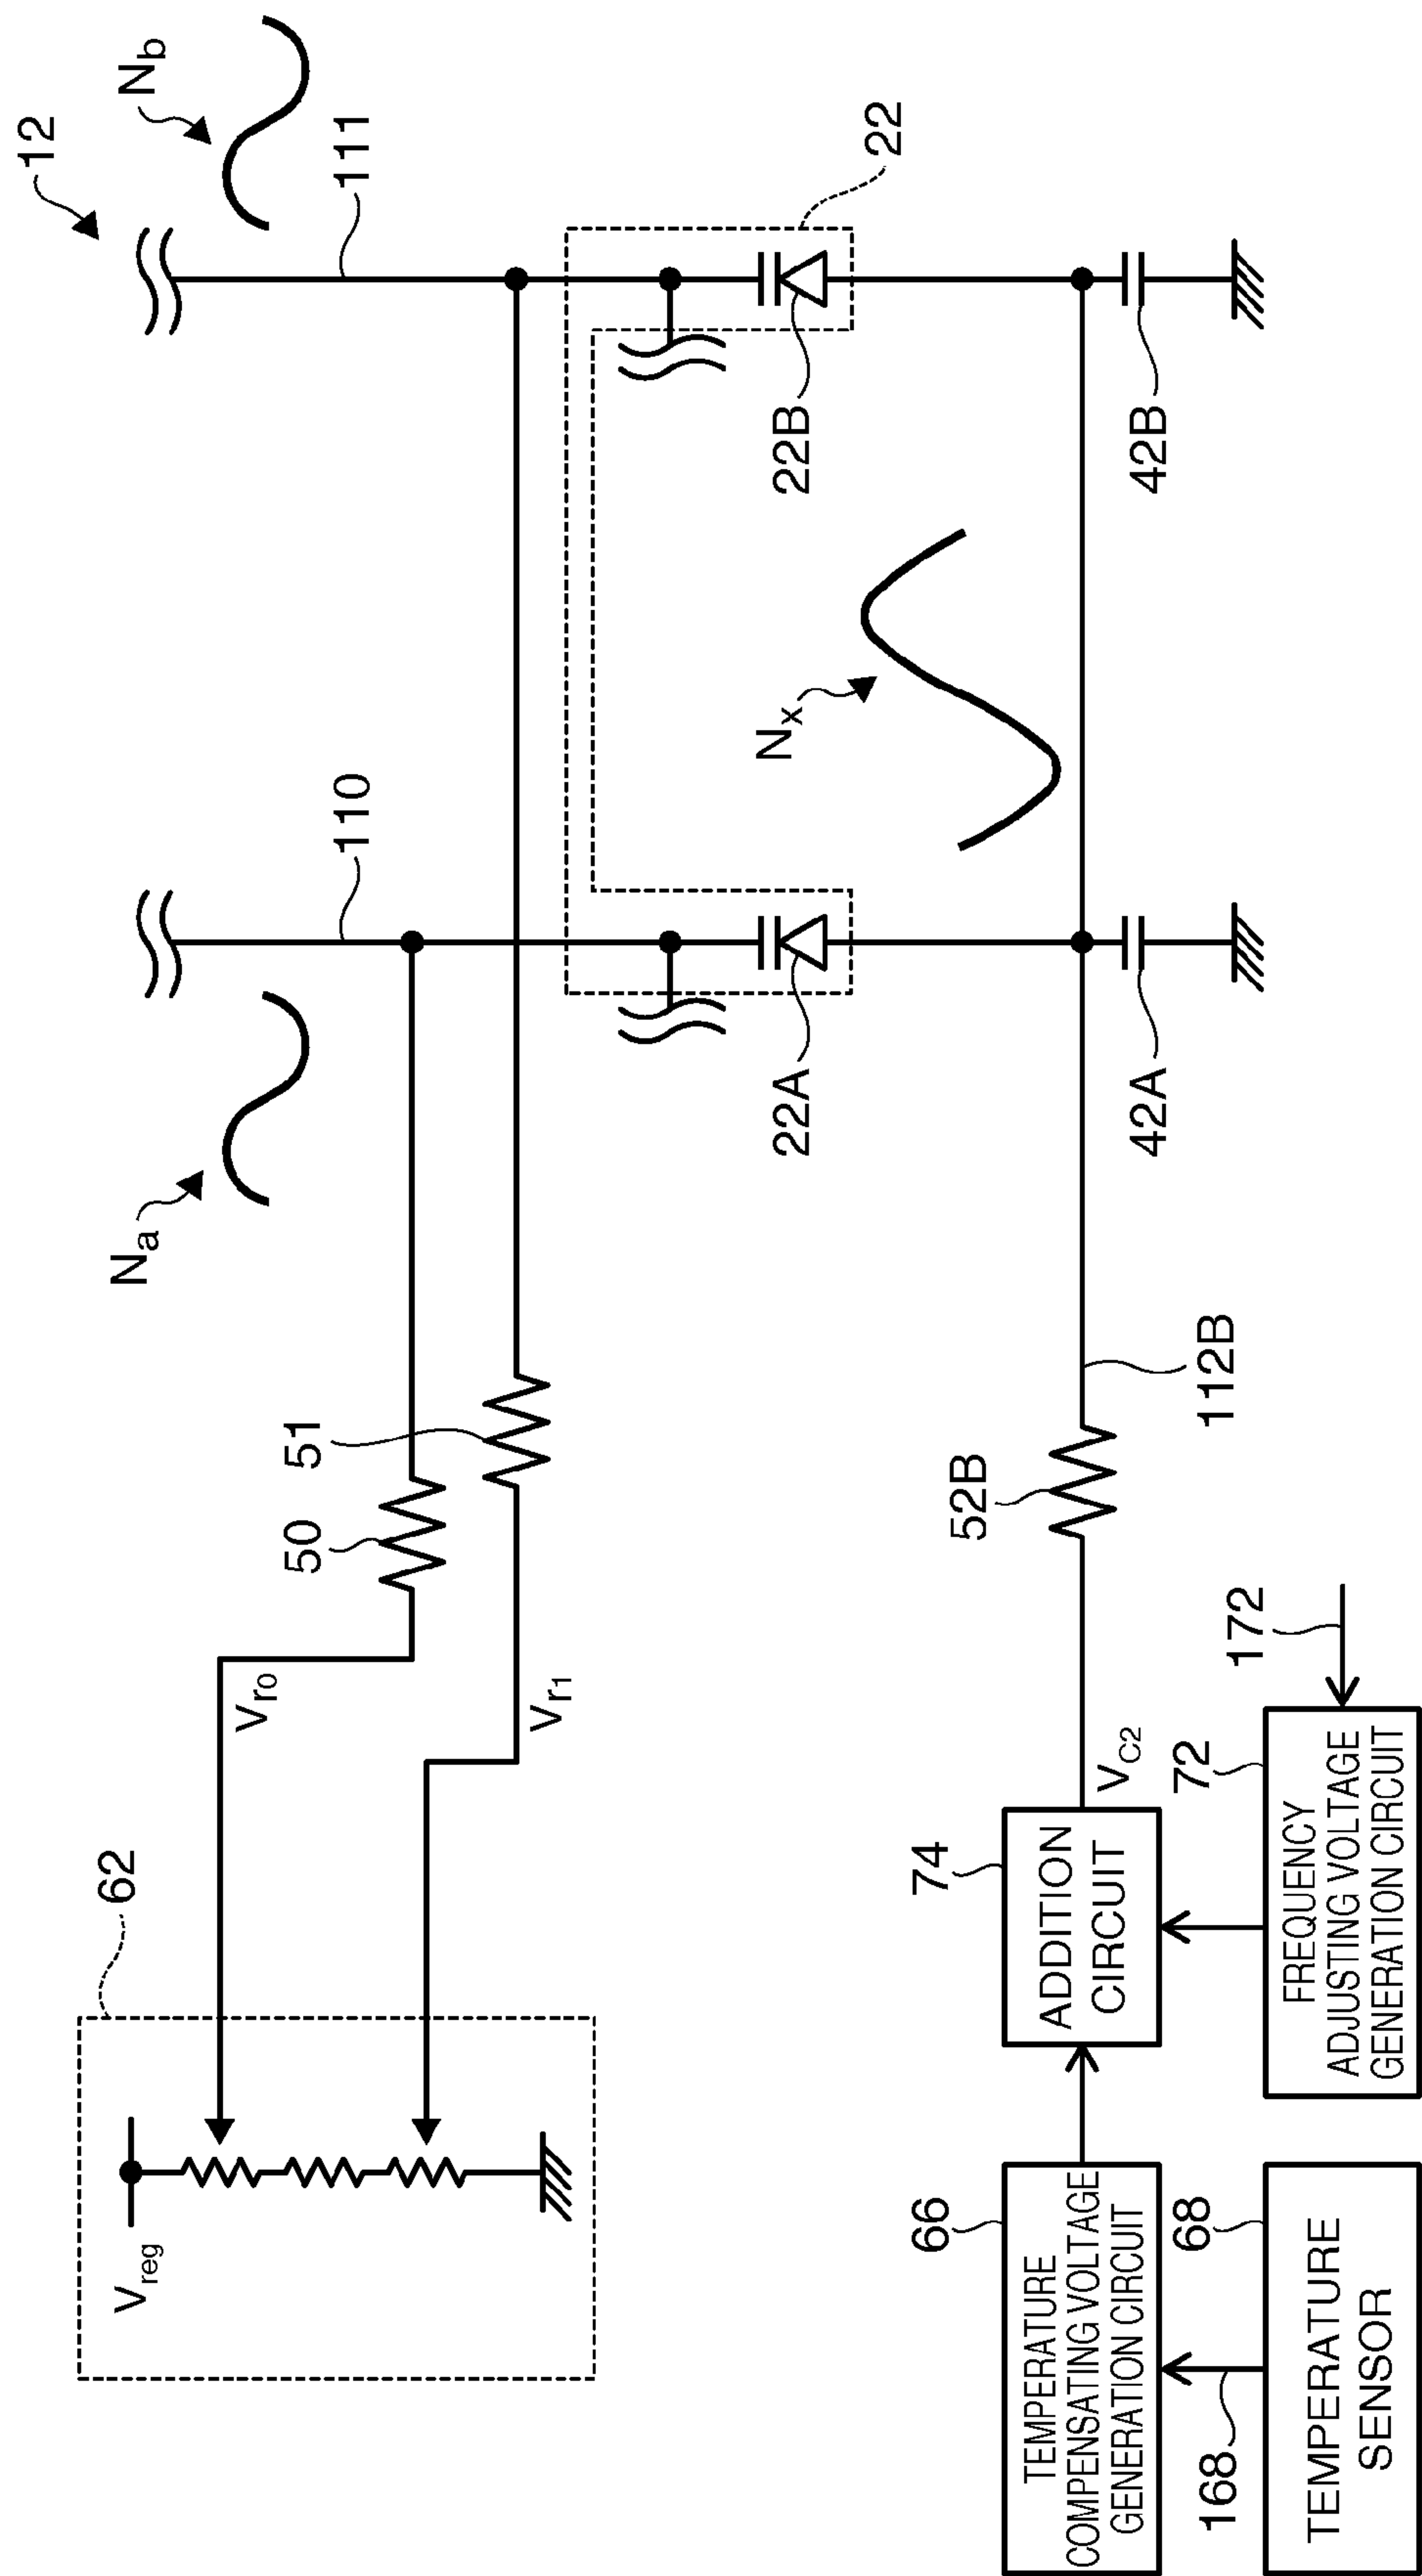 12
Na
Nb
110
111
62
Vreg
Vr0
Vr1
50
51
22
22A
22B
Nx
52B
112B
42A
42B
VC2
66
TEMPERATURE
COMPENSATING VOLTAGE
GENERATION CIRCUIT
74
ADDITION
CIRCUIT
168
68
TEMPERATURE
SENSOR
72
FREQUENCY
ADJUSTING VOLTAGE
GENERATION CIRCUIT
172